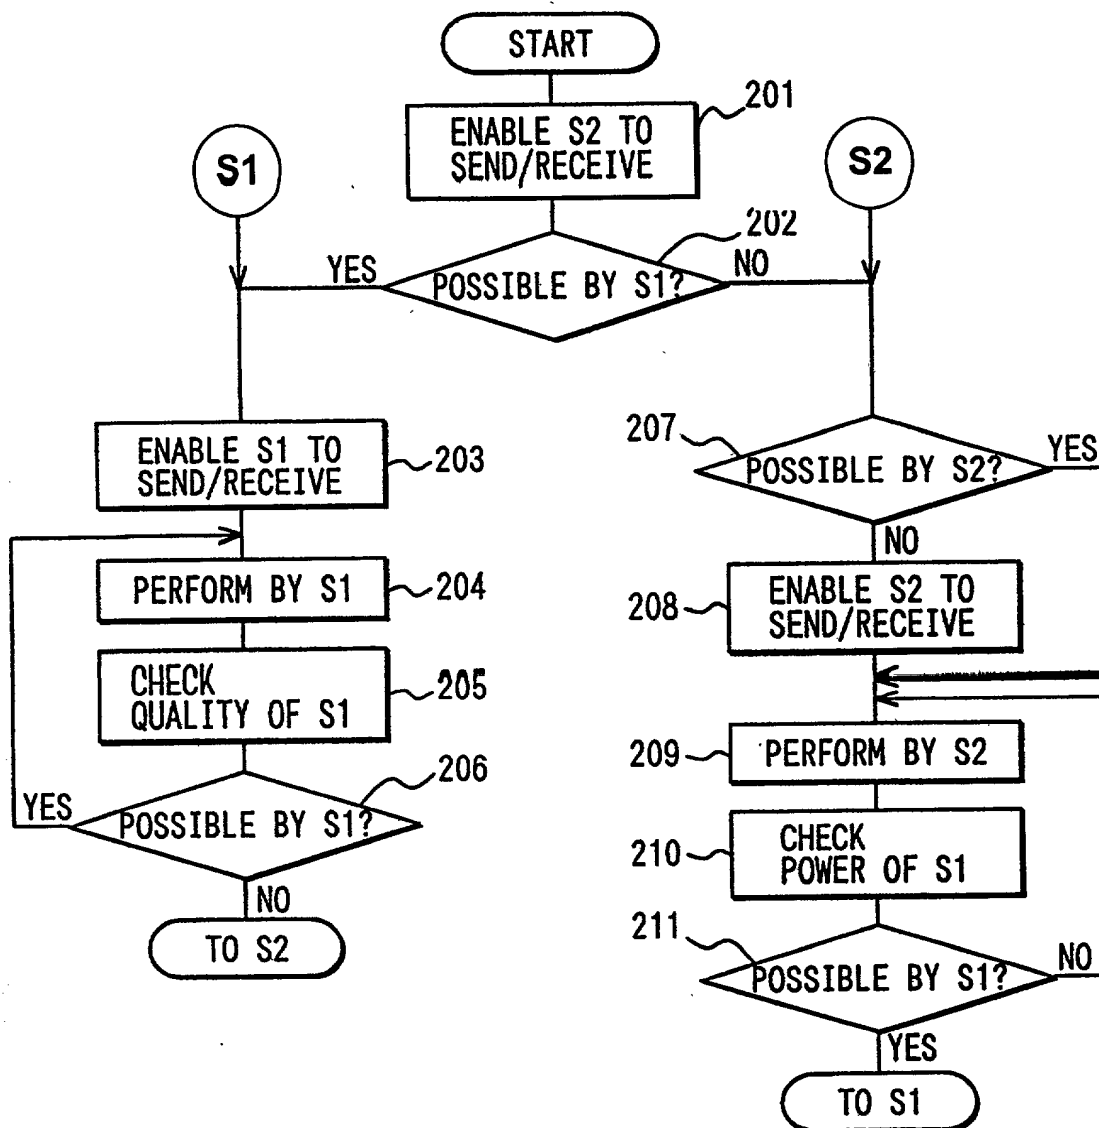 START
201
ENABLE S2 TO
SEND/RECEIVE
S1
S2
202
YES
POSSIBLE BY S1?
NO
ENABLE S1 TO
SEND/RECEIVE
203
PERFORM BY S1
204
CHECK
QUALITY OF S1
205
206
YES
POSSIBLE BY S1?
NO
TO S2
207
POSSIBLE BY S2?
YES
NO
208
ENABLE S2 TO
SEND/RECEIVE
209
PERFORM BY S2
210
CHECK
POWER OF S1
211
POSSIBLE BY S1?
NO
YES
TO S1